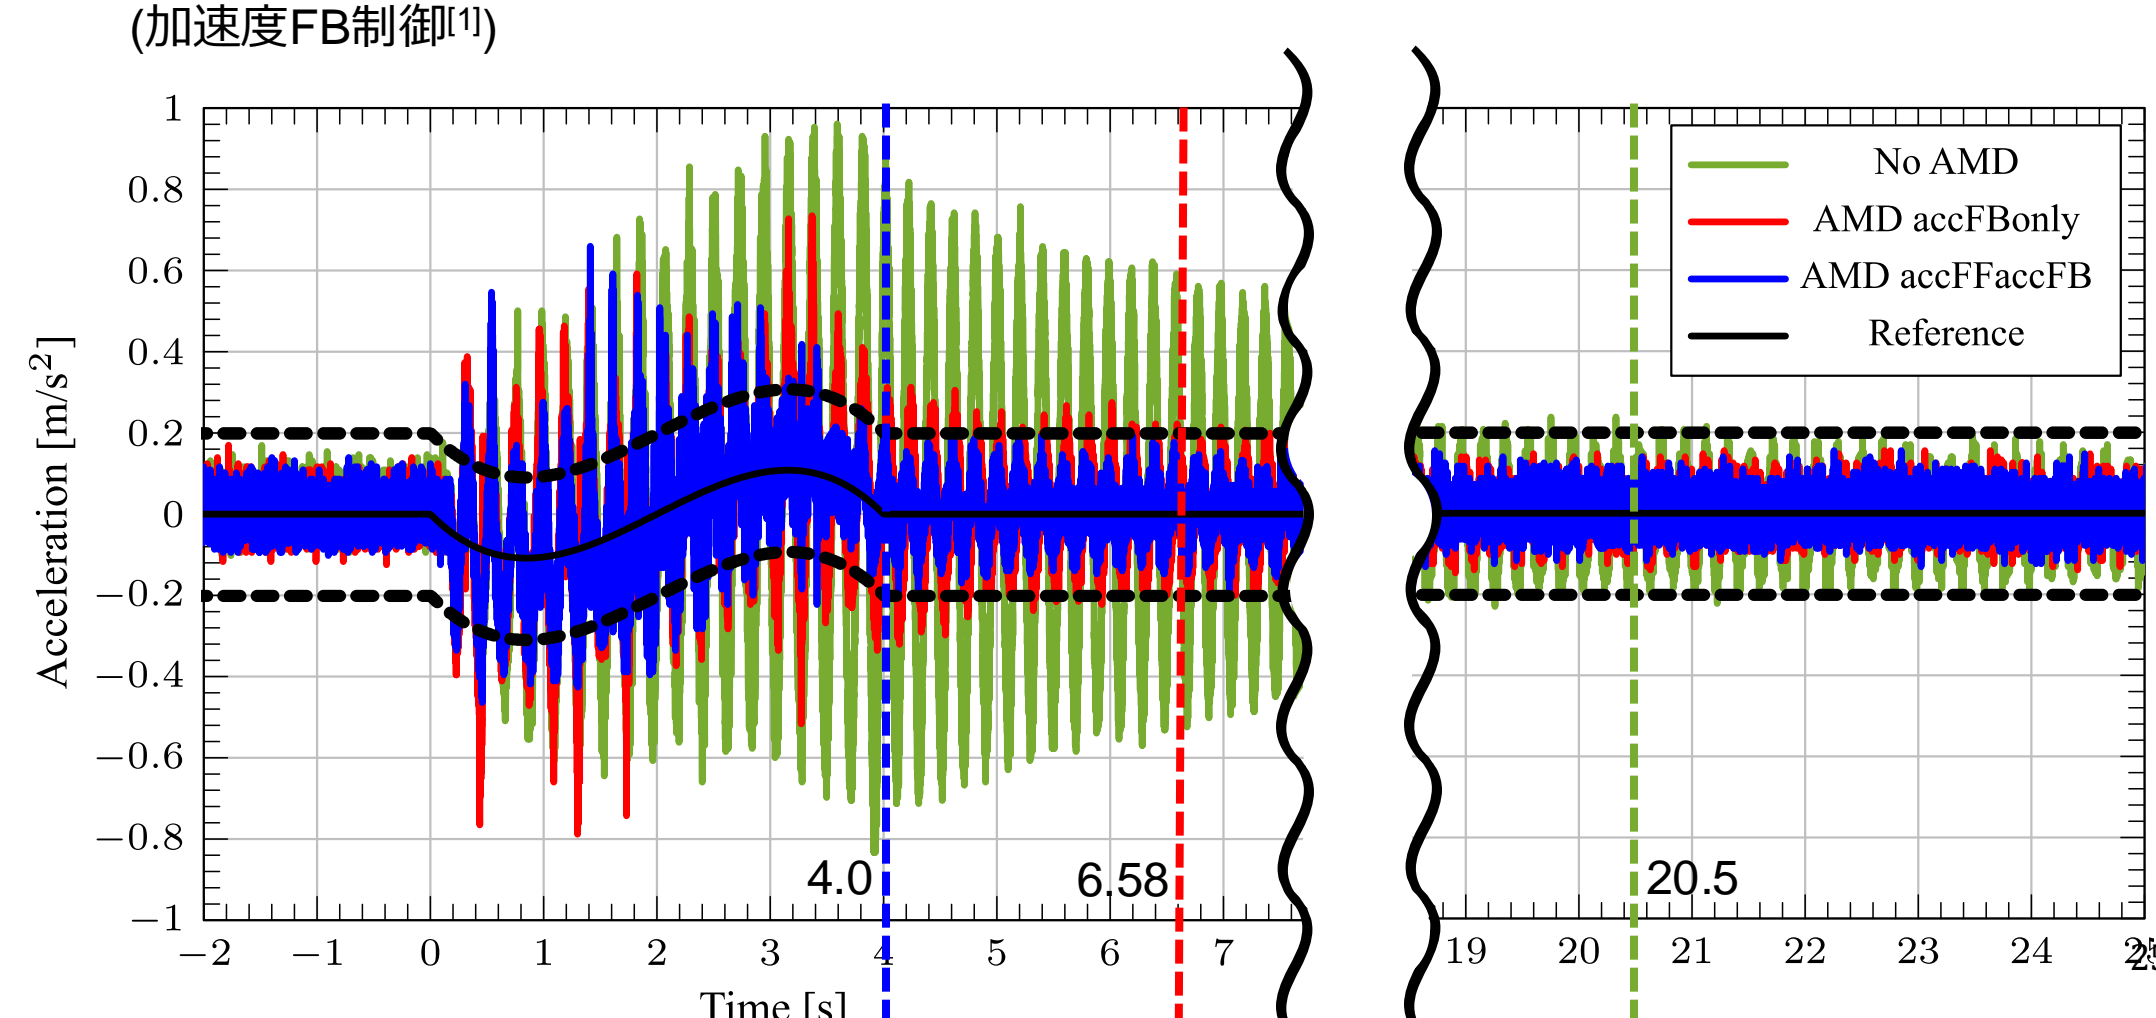 (加速度FB制御[1])
1
0.8
0.6
0.4
0.2
0
−0.2
−0.4
−0.6
−0.8
−1
Acceleration [m/s²]
No AMD
AMD accFBonly
AMD accFFaccFB
Reference
4.0
6.58
20.5
−2 −1 0 1 2 3 4 5 6 7 19 20 21 22 23 24
Time [s]